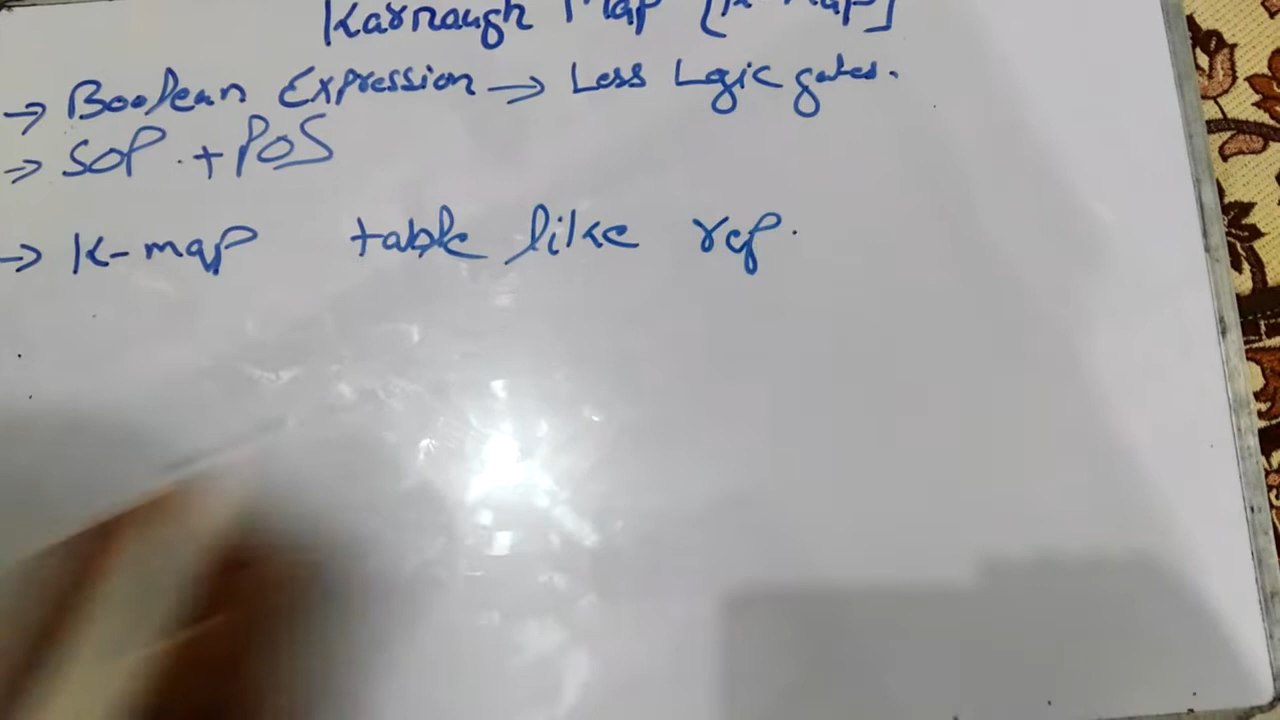 Karnaugh Map [K-Map]
→ Boolean Expression → Less Logic gates.
→ SOP. + POS
→ K-map table like rep.